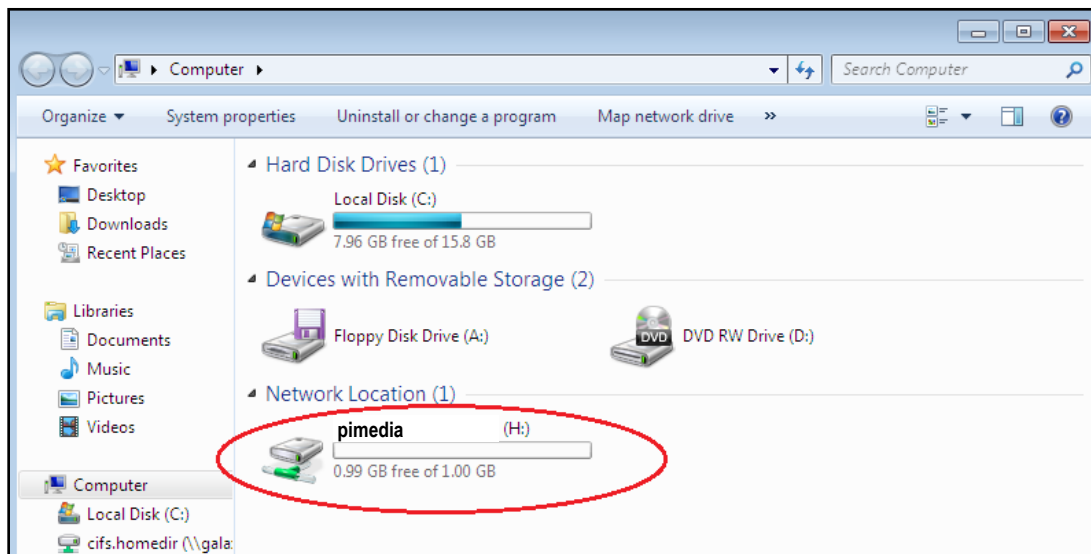 Computer
Search Computer
Organize
System properties
Uninstall or change a program
Map network drive
»
Favorites
Desktop
Downloads
Recent Places
Libraries
Documents
Music
Pictures
Videos
Computer
Local Disk (C:)
cifs.homedir (\\gala
Hard Disk Drives (1)
Local Disk (C:)
7.96 GB free of 15.8 GB
Devices with Removable Storage (2)
Floppy Disk Drive (A:)
DVD
DVD RW Drive (D:)
Network Location (1)
pimedia (H:)
0.99 GB free of 1.00 GB